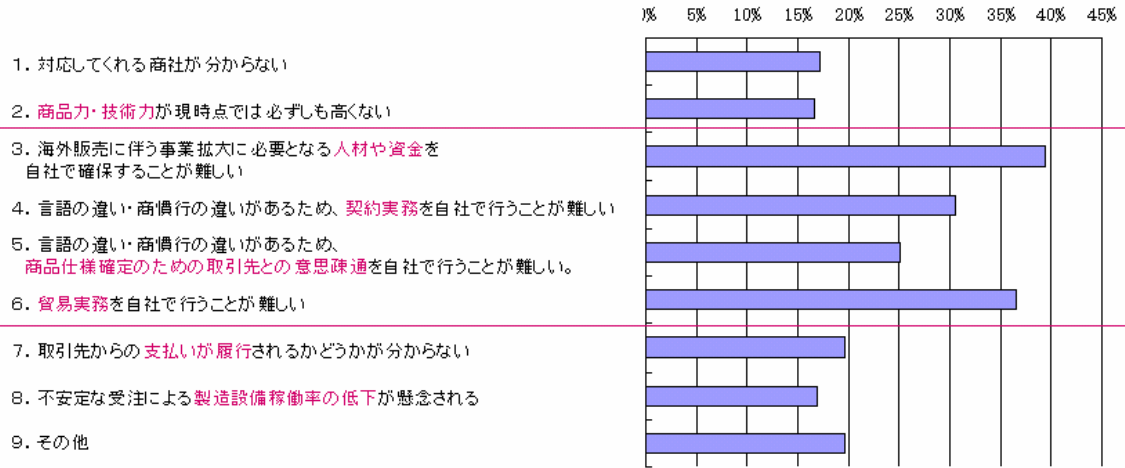 )% 5% 10% 15% 20% 25% 30% 35% 40% 45%
1. 対応してくれる商社が分からない
2. 商品力・技術力が現時点では必ずしも高くない
3. 海外販売に伴う事業拡大に必要となる人材や資金を
自社で確保することが難しい
4. 言語の違い・商慣行の違いがあるため、契約実務を自社で行うことが難しい
5. 言語の違い・商慣行の違いがあるため、
商品仕様確定のための取引先との意思疎通を自社で行うことが難しい。
6. 貿易実務を自社で行うことが難しい
7. 取引先からの支払いが履行されるかどうかが分からない
8. 不安定な受注による製造設備稼働率の低下が懸念される
9. その他